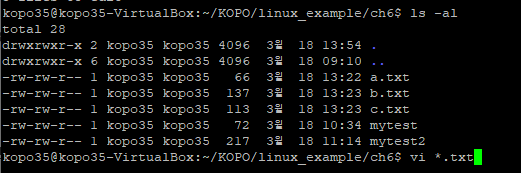 kopo35@kopo35-VirtualBox:~/KOPO/linux_example/ch6$ ls -al
total 28
drwxrwxr-x 2 kopo35 kopo35 4096  3월  18 13:54 .
drwxrwxr-x 6 kopo35 kopo35 4096  3월  18 09:10 ..
-rw-rw-r-- 1 kopo35 kopo35   66  3월  18 13:22 a.txt
-rw-rw-r-- 1 kopo35 kopo35  137  3월  18 13:23 b.txt
-rw-rw-r-- 1 kopo35 kopo35  113  3월  18 13:23 c.txt
-rw-rw-r-- 1 kopo35 kopo35   72  3월  18 10:34 mytest
-rw-rw-r-- 1 kopo35 kopo35  217  3월  18 11:14 mytest2
kopo35@kopo35-VirtualBox:~/KOPO/linux_example/ch6$ vi *.txt